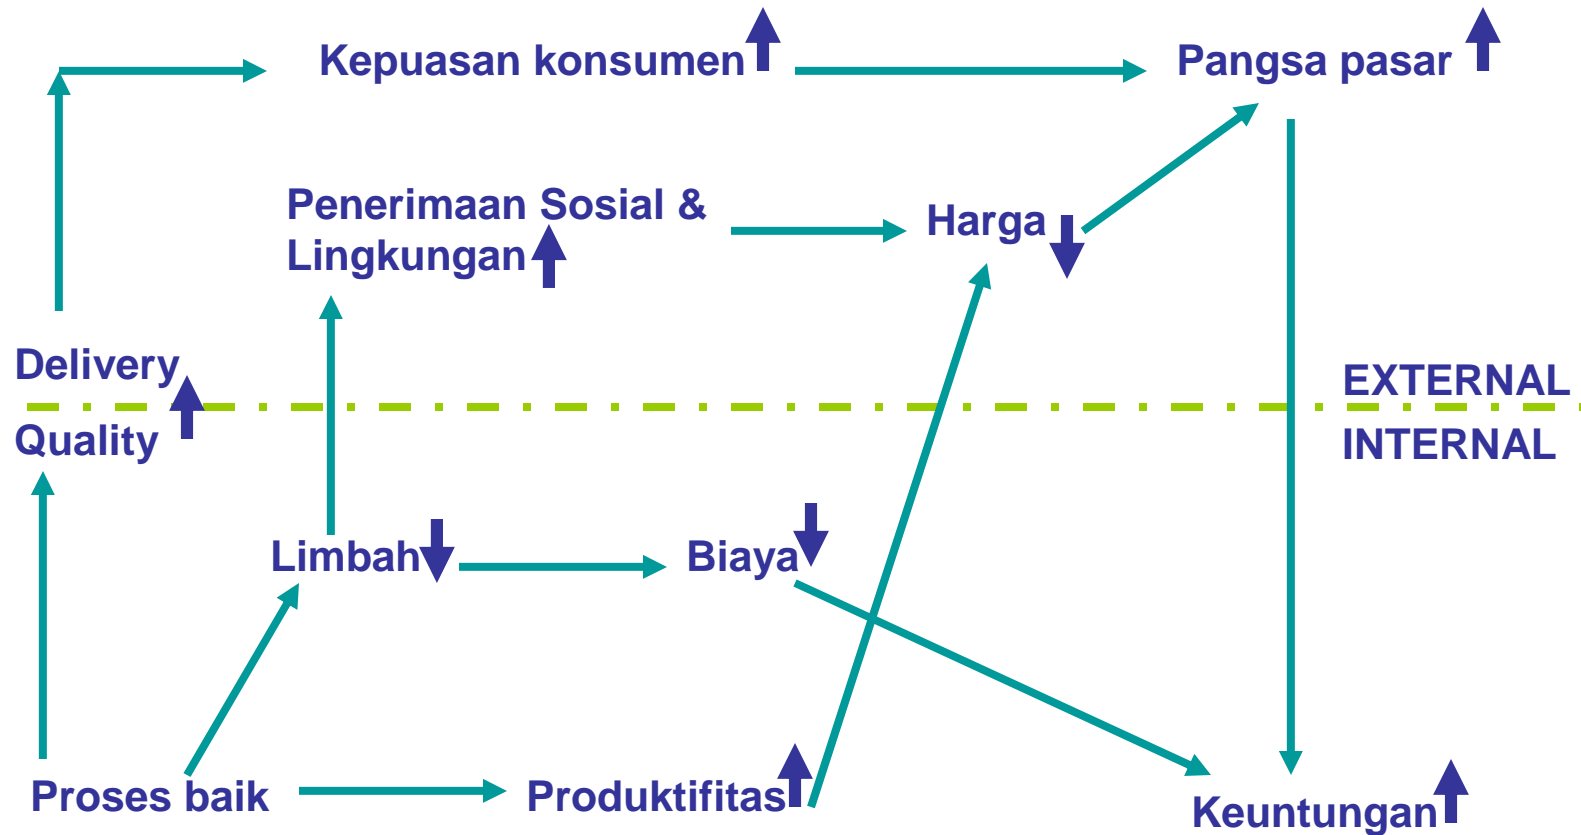 Kepuasan konsumen
Pangsa pasar
Penerimaan Sosial &
Lingkungan
Harga
Delivery
EXTERNAL
Quality
INTERNAL
Limbah
Biaya
Proses baik
Produktifitas
Keuntungan